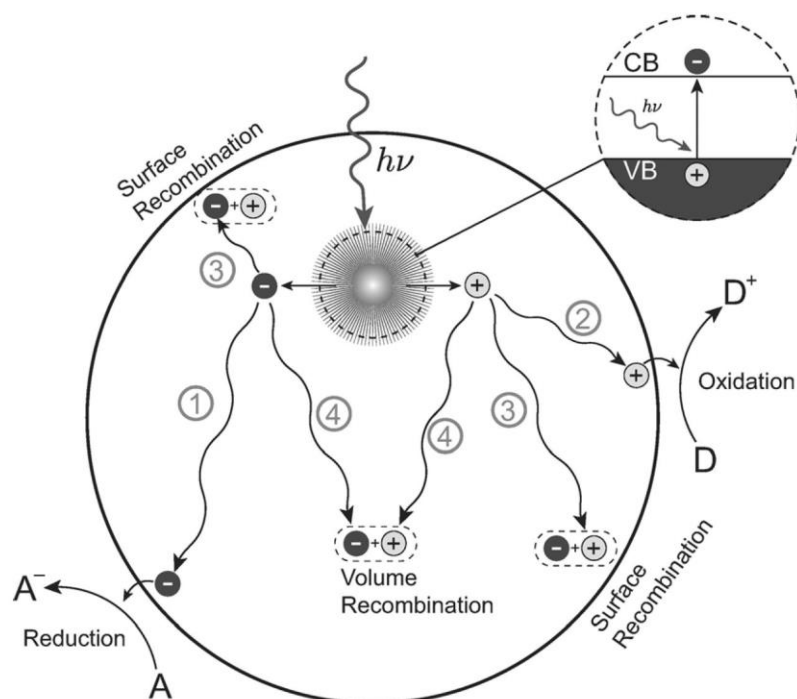 CB
hν
VB
hν
Surface
Recombination
− + +
3
−
+
2
D⁺
Oxidation
D
+
1
4
4
3
− + +
− + +
Volume
Recombination
Surface
Recombination
A⁻
−
Reduction
A